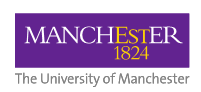 MANCHESTER
1824
The University of Manchester